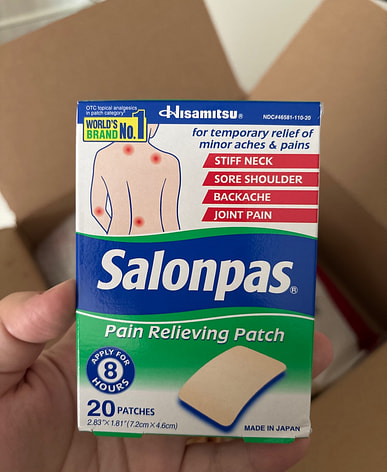 OTC topical analgesics
in patch category
WORLD'S
BRAND No.1
Hisamitsu®
NDC#46581-110-20
for temporary relief of
minor aches & pains
STIFF NECK
SORE SHOULDER
BACKACHE
JOINT PAIN
Salonpas®
Pain Relieving Patch
APPLY FOR
8
HOURS
20 PATCHES
2.83"×1.81" (7.2cm×4.6cm)
MADE IN JAPAN